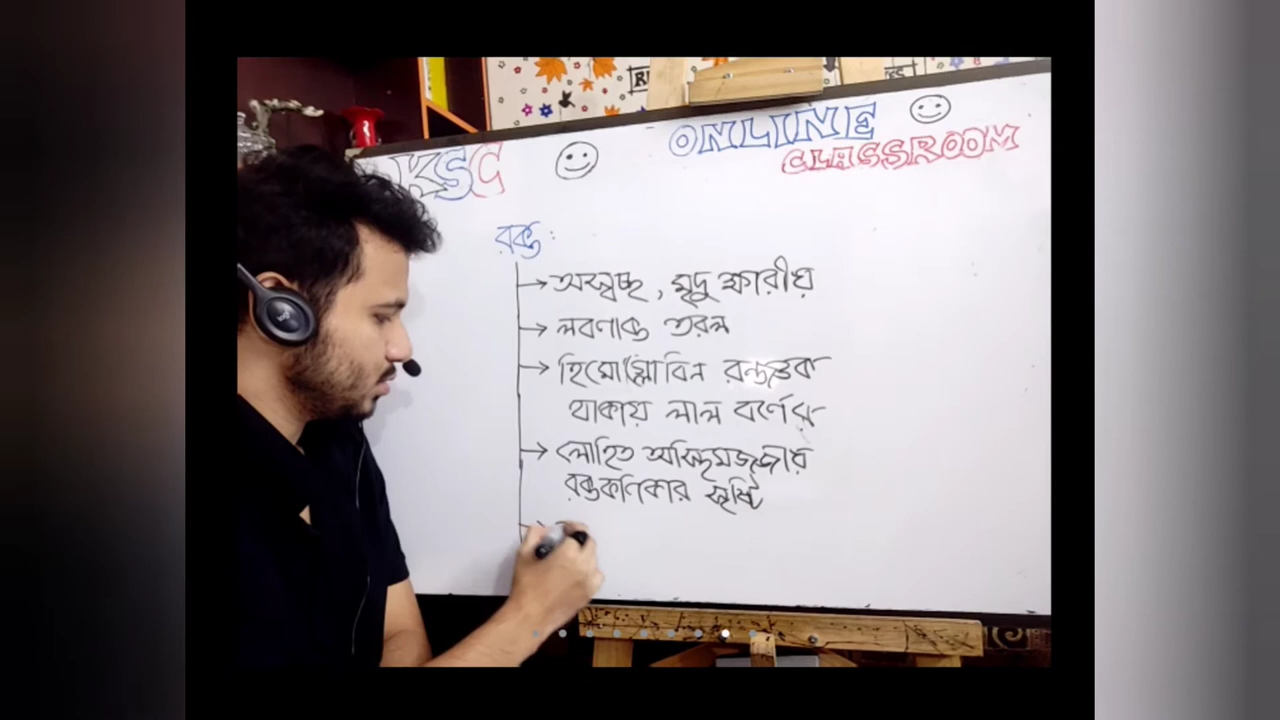 KSC
ONLINE
CLASSROOM
রক্ত:
অস্বচ্ছ, মৃদু ক্ষারীয়
লবণাক্ত তরল
হিমোগ্লোবিন রঞ্জক
থাকায় লাল বর্ণের
লোহিত অস্থিমজ্জায়
রক্তকণিকার সৃষ্টি